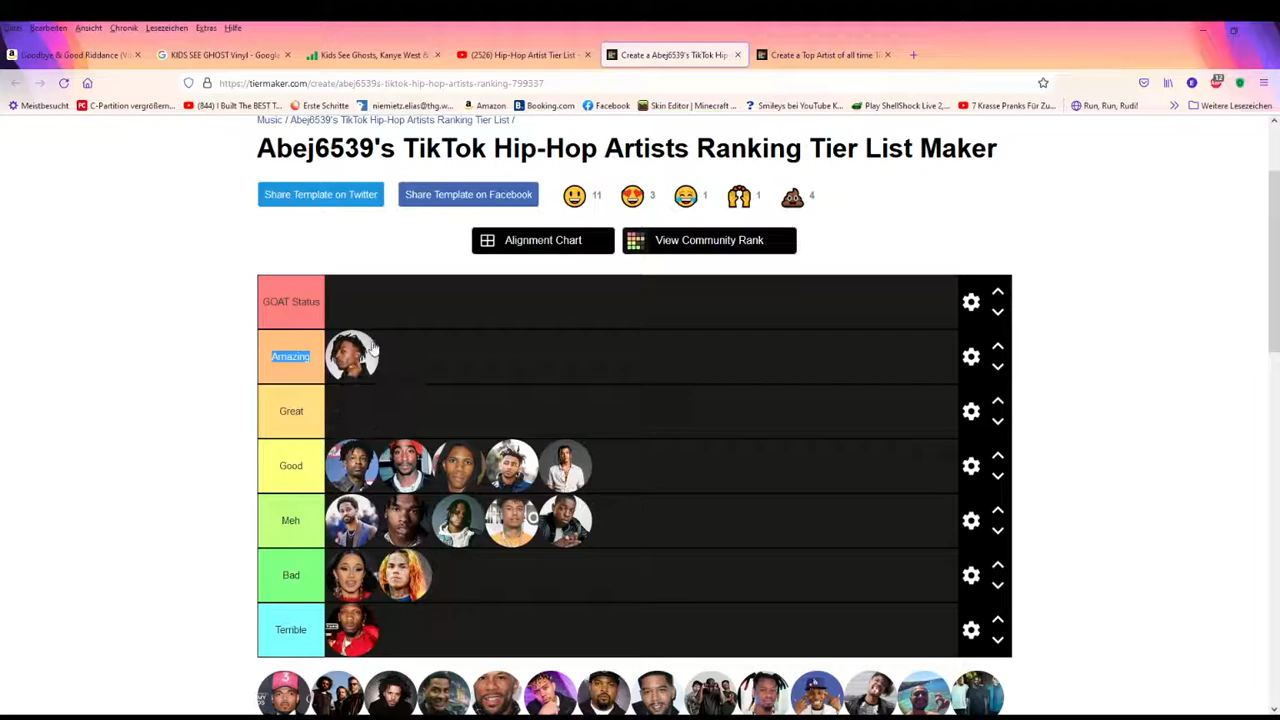 Datei Bearbeiten Ansicht Chronik Lesezeichen Extras Hilfe
Goodbye & Good Riddance (V
KIDS SEE GHOST Vinyl - Google
Kids See Ghosts, Kanye West &
(2526) Hip-Hop Artist Tier List -
Create a Abej6539's TikTok Hip
Create a Top Artist of all time T
https://tiermaker.com/create/abej6539s-tiktok-hip-hop-artists-ranking-799337
12
Meistbesucht
C-Partition vergrößern...
(844) I Built The BEST T...
Erste Schritte
niemietz.elias@thg.w...
Amazon
Booking.com
Facebook
Skin Editor | Minecraft ...
Smileys bei YouTube K...
Play ShellShock Live 2,...
7 Krasse Pranks Für Zu...
Run, Run, Rudi!
Weitere Lesezeichen
Music / Abej6539's TikTok Hip-Hop Artists Ranking Tier List /
Abej6539's TikTok Hip-Hop Artists Ranking Tier List Maker
Share Template on Twitter
Share Template on Facebook
11
3
1
1
4
Alignment Chart
View Community Rank
GOAT Status
Amazing
Great
Good
Meh
Bad
Terrible
3